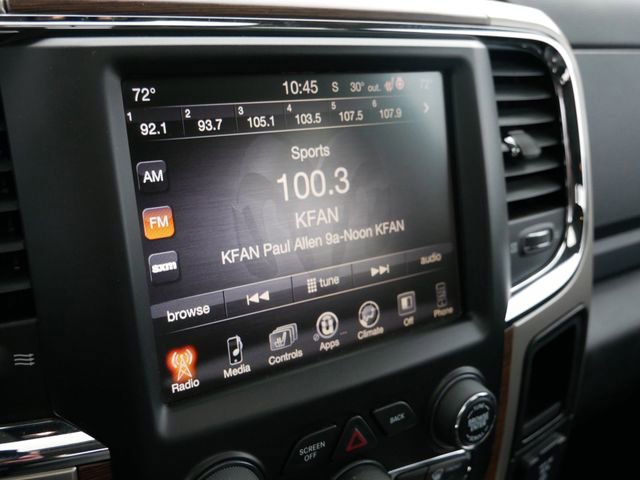 72° 10:45 S 30° out. 72
1 92.1 2 93.7 3 105.1 4 103.5 5 107.5 6 107.9 >
Sports
AM
100.3
FM
KFAN
KFAN Paul Allen 9a-Noon KFAN
sxm
browse tune audio
Radio Media Controls Apps Climate Off Phone
SCREEN OFF
BACK